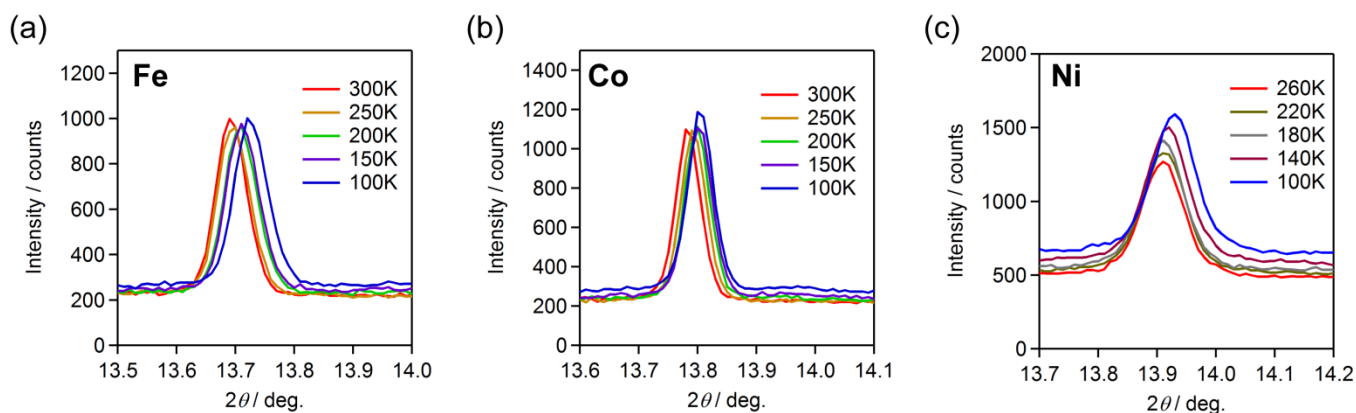 (a)
Fe
300K
250K
200K
150K
100K
Intensity / counts
1200
1000
800
600
400
200
0
13.5 13.6 13.7 13.8 13.9 14.0
2θ / deg.
(b)
Co
300K
250K
200K
150K
100K
Intensity / counts
1400
1200
1000
800
600
400
200
0
13.6 13.7 13.8 13.9 14.0 14.1
2θ / deg.
(c)
Ni
260K
220K
180K
140K
100K
Intensity / counts
2000
1500
1000
500
0
13.7 13.8 13.9 14.0 14.1 14.2
2θ / deg.